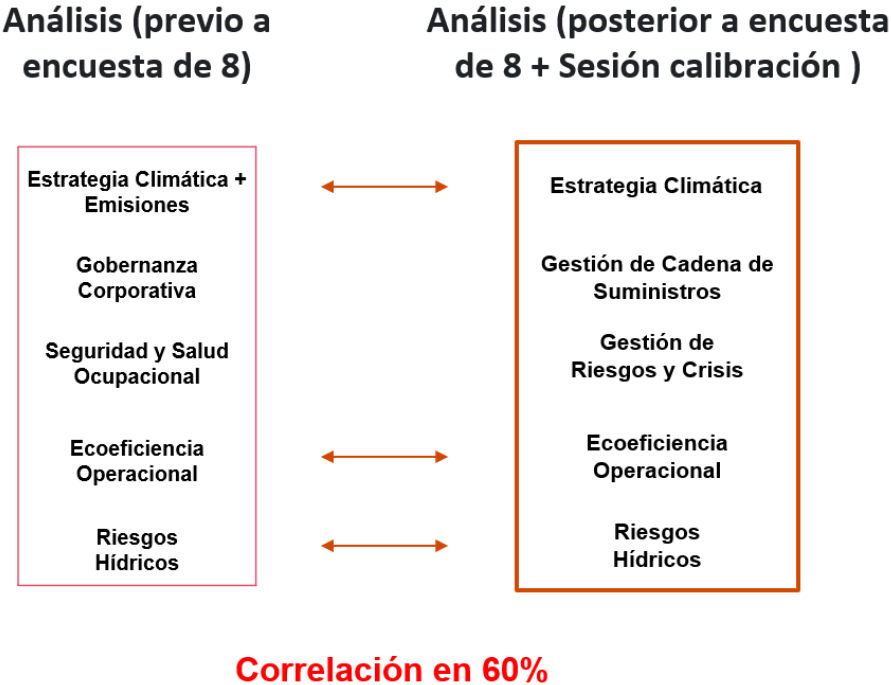 Análisis (previo a
encuesta de 8)
Análisis (posterior a encuesta
de 8 + Sesión calibración )
Estrategia Climática +
Emisiones
Gobernanza
Corporativa
Seguridad y Salud
Ocupacional
Ecoeficiencia
Operacional
Riesgos
Hídricos
Estrategia Climática
Gestión de Cadena de
Suministros
Gestión de
Riesgos y Crisis
Ecoeficiencia
Operacional
Riesgos
Hídricos
Correlación en 60%